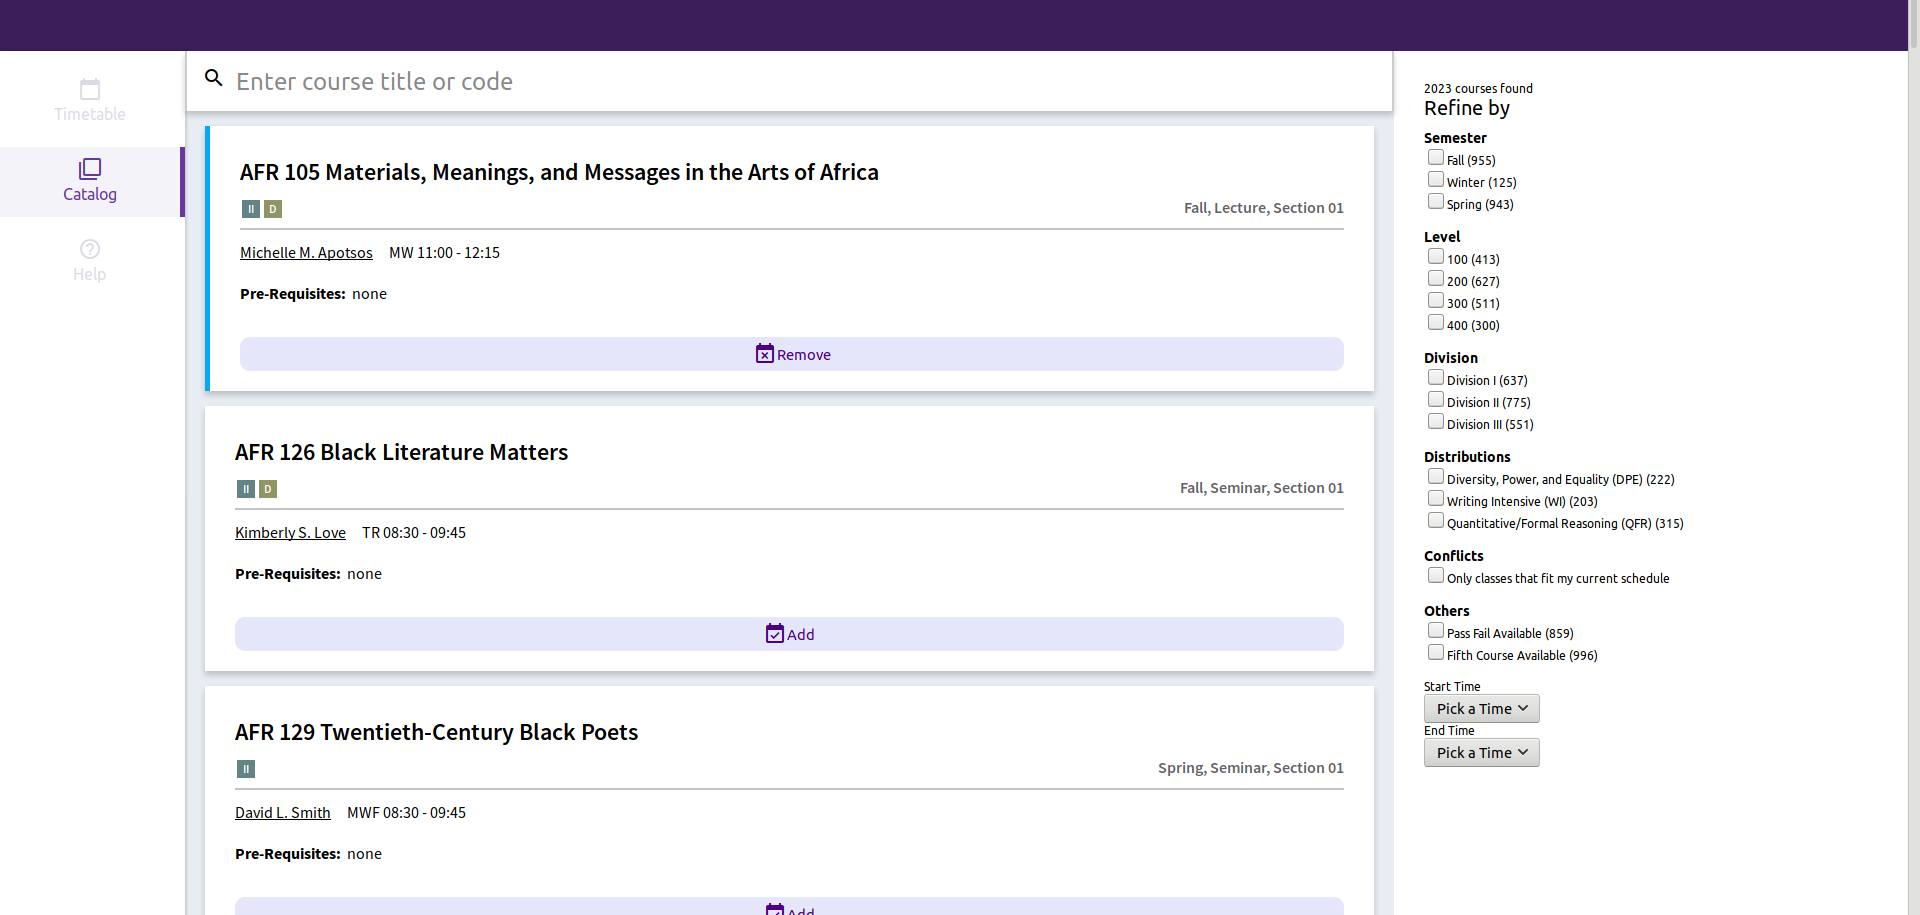 Timetable
Catalog
Help
Enter course title or code
AFR 105 Materials, Meanings, and Messages in the Arts of Africa
II D
Fall, Lecture, Section 01
Michelle M. Apotsos MW 11:00 - 12:15
Pre-Requisites: none
Remove
AFR 126 Black Literature Matters
II D
Fall, Seminar, Section 01
Kimberly S. Love TR 08:30 - 09:45
Pre-Requisites: none
Add
AFR 129 Twentieth-Century Black Poets
II
Spring, Seminar, Section 01
David L. Smith MWF 08:30 - 09:45
Pre-Requisites: none
Add
2023 courses found
Refine by
Semester
Fall (955)
Winter (125)
Spring (943)
Level
100 (413)
200 (627)
300 (511)
400 (300)
Division
Division I (637)
Division II (775)
Division III (551)
Distributions
Diversity, Power, and Equality (DPE) (222)
Writing Intensive (WI) (203)
Quantitative/Formal Reasoning (QFR) (315)
Conflicts
Only classes that fit my current schedule
Others
Pass Fail Available (859)
Fifth Course Available (996)
Start Time
Pick a Time
End Time
Pick a Time